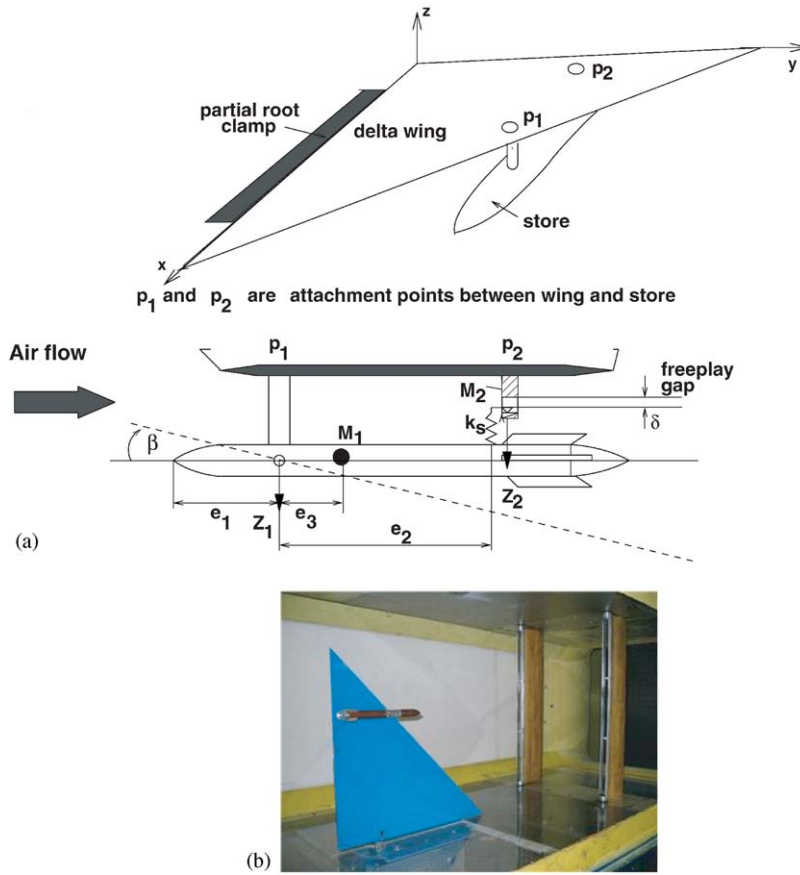 z
y
p2
p1
partial root
clamp
delta wing
store
x
p1 and p2 are attachment points between wing and store
Air flow
p1
p2
M2
freeplay
gap
ks
δ
β
M1
e1
Z1
e3
Z2
e2
(a)
(b)